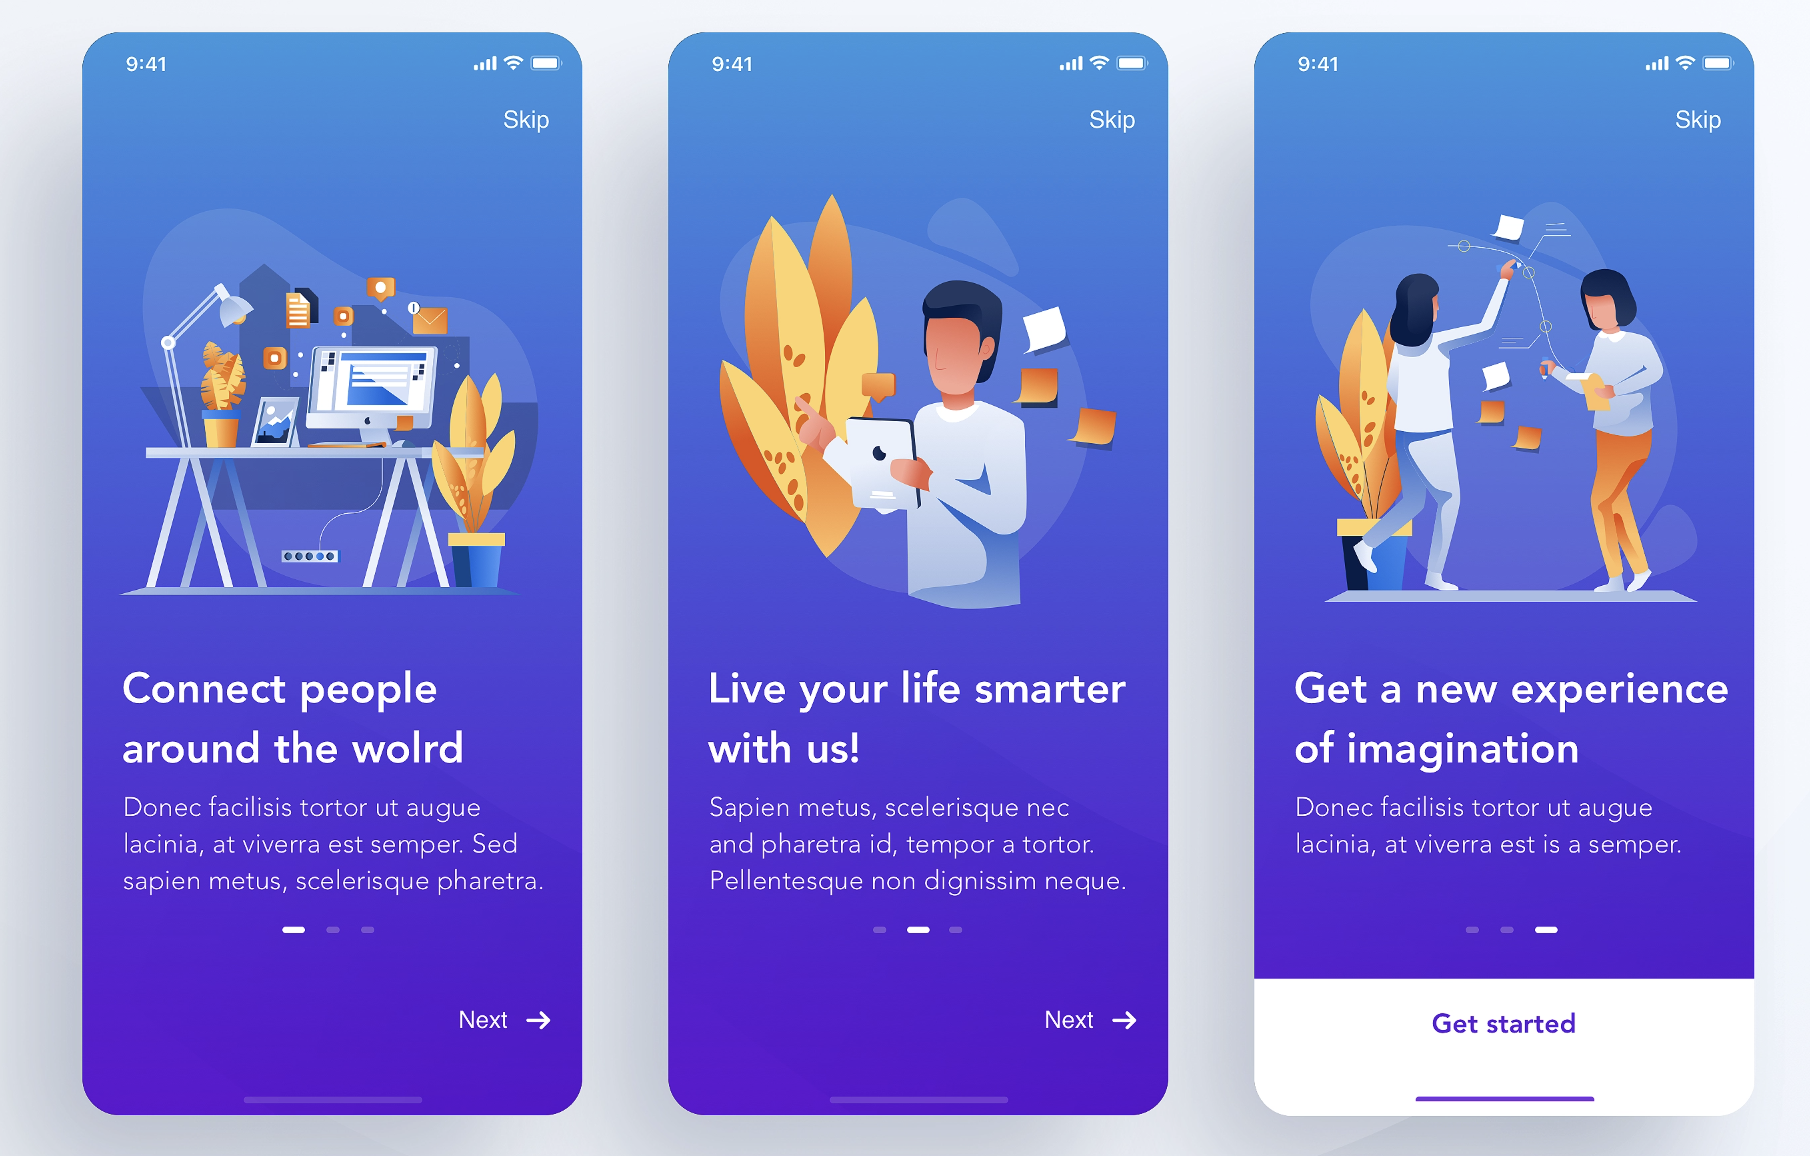 9:41
Skip
Connect people
around the wolrd
Donec facilisis tortor ut augue
lacinia, at viverra est semper. Sed
sapien metus, scelerisque pharetra.
Next
9:41
Skip
Live your life smarter
with us!
Sapien metus, scelerisque nec
and pharetra id, tempor a tortor.
Pellentesque non dignissim neque.
Next
9:41
Skip
Get a new experience
of imagination
Donec facilisis tortor ut augue
lacinia, at viverra est is a semper.
Get started